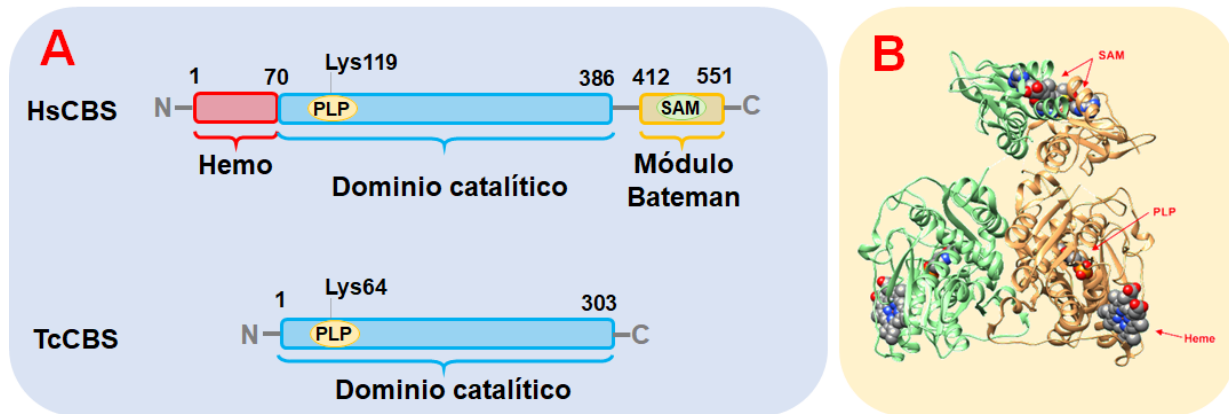 A
Lys119
1 70 386 412 551
HsCBS N PLP SAM C
Hemo
Dominio catalítico
Módulo
Bateman
Lys64
1 303
TcCBS N PLP C
Dominio catalítico
B
SAM
PLP
Heme